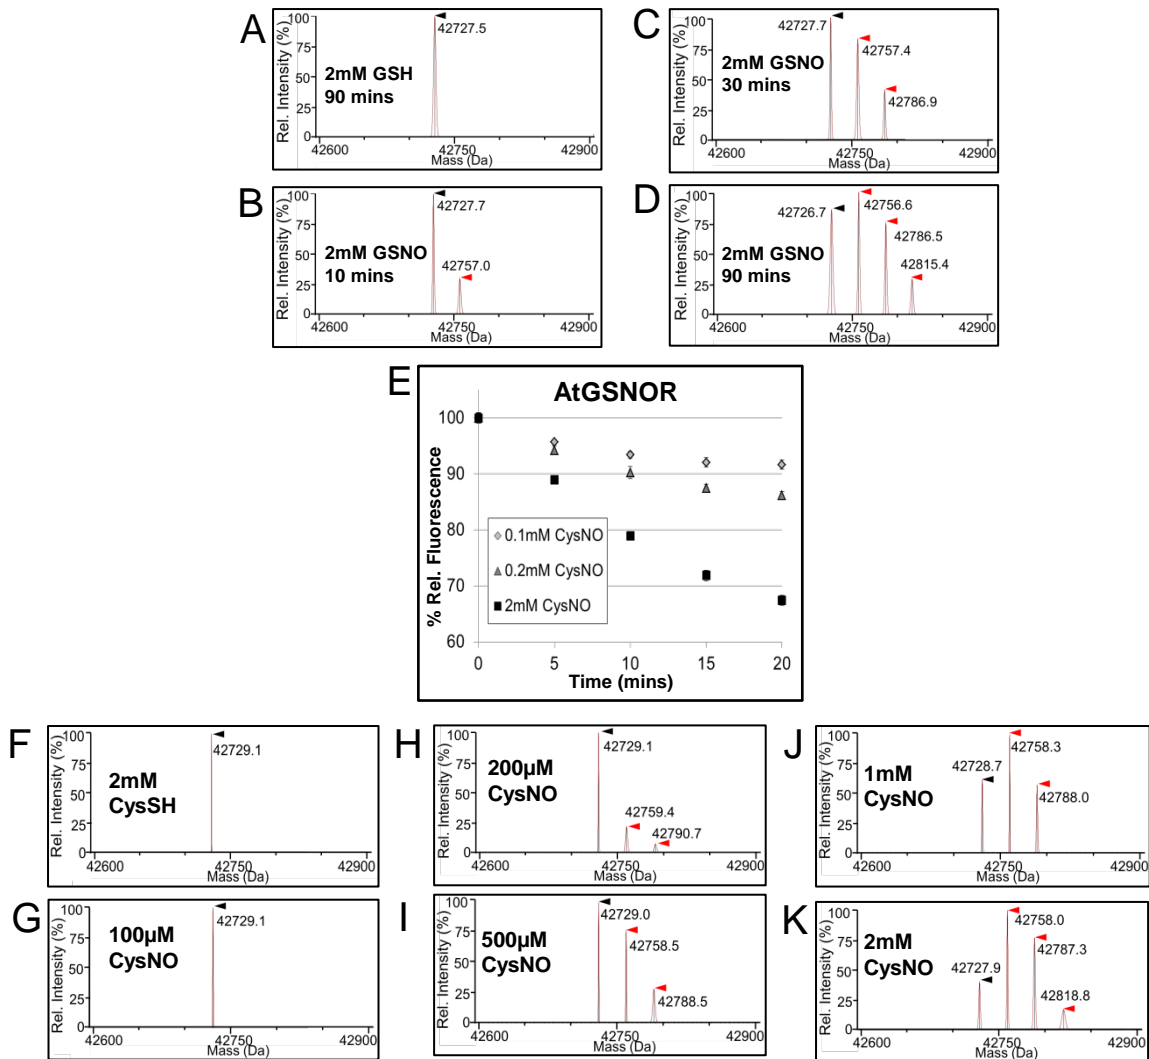 A
Rel. Intensity (%)
100
75
50
25
0
42727.5
2mM GSH
90 mins
42600
42750
42900
Mass (Da)
B
Rel. Intensity (%)
100
75
50
25
0
42727.7
42757.0
2mM GSNO
10 mins
42600
42750
42900
Mass (Da)
C
Rel. Intensity (%)
100
75
50
25
0
42727.7
42757.4
42786.9
2mM GSNO
30 mins
42600
42750
42900
Mass (Da)
D
Rel. Intensity (%)
100
75
50
25
0
42726.7
42756.6
42786.5
42815.4
2mM GSNO
90 mins
42600
42750
42900
Mass (Da)
E
AtGSNOR
% Rel. Fluorescence
100
90
80
70
60
0.1mM CysNO
0.2mM CysNO
2mM CysNO
0
5
10
15
20
Time (mins)
F
Rel. Intensity (%)
100
75
50
25
0
42729.1
2mM
CysSH
42600
42750
42900
Mass (Da)
G
Rel. Intensity (%)
100
75
50
25
0
42729.1
100µM
CysNO
42600
42750
42900
Mass (Da)
H
Rel. Intensity (%)
100
75
50
25
0
42729.1
42759.4
42790.7
200µM
CysNO
42600
42750
42900
Mass (Da)
I
Rel. Intensity (%)
100
75
50
25
0
42729.0
42758.5
42788.5
500µM
CysNO
42600
42750
42900
Mass (Da)
J
Rel. Intensity (%)
100
75
50
25
0
42728.7
42758.3
42788.0
1mM
CysNO
42600
42750
42900
Mass (Da)
K
Rel. Intensity (%)
100
75
50
25
0
42727.9
42758.0
42787.3
42818.8
2mM
CysNO
42600
42750
42900
Mass (Da)